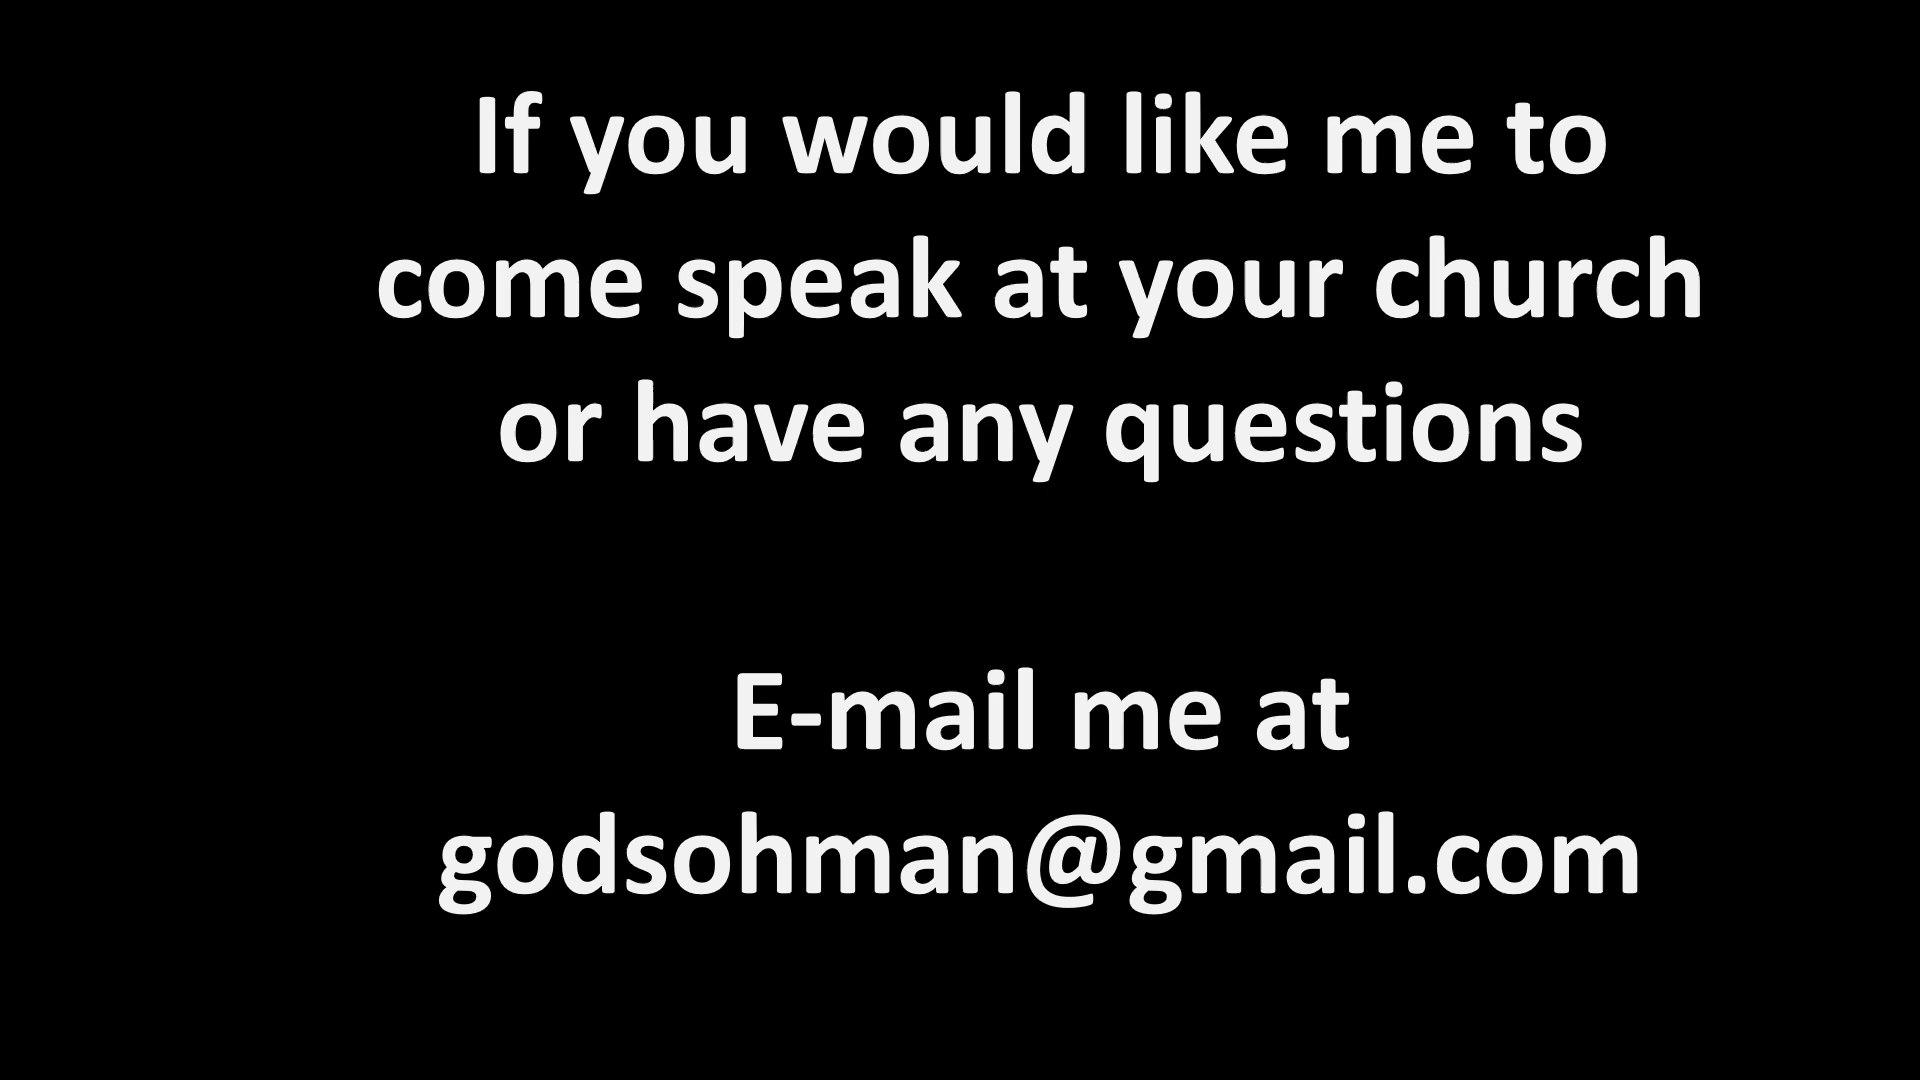 If you would like me to
come speak at your church
or have any questions
E-mail me at
godsohman@gmail.com